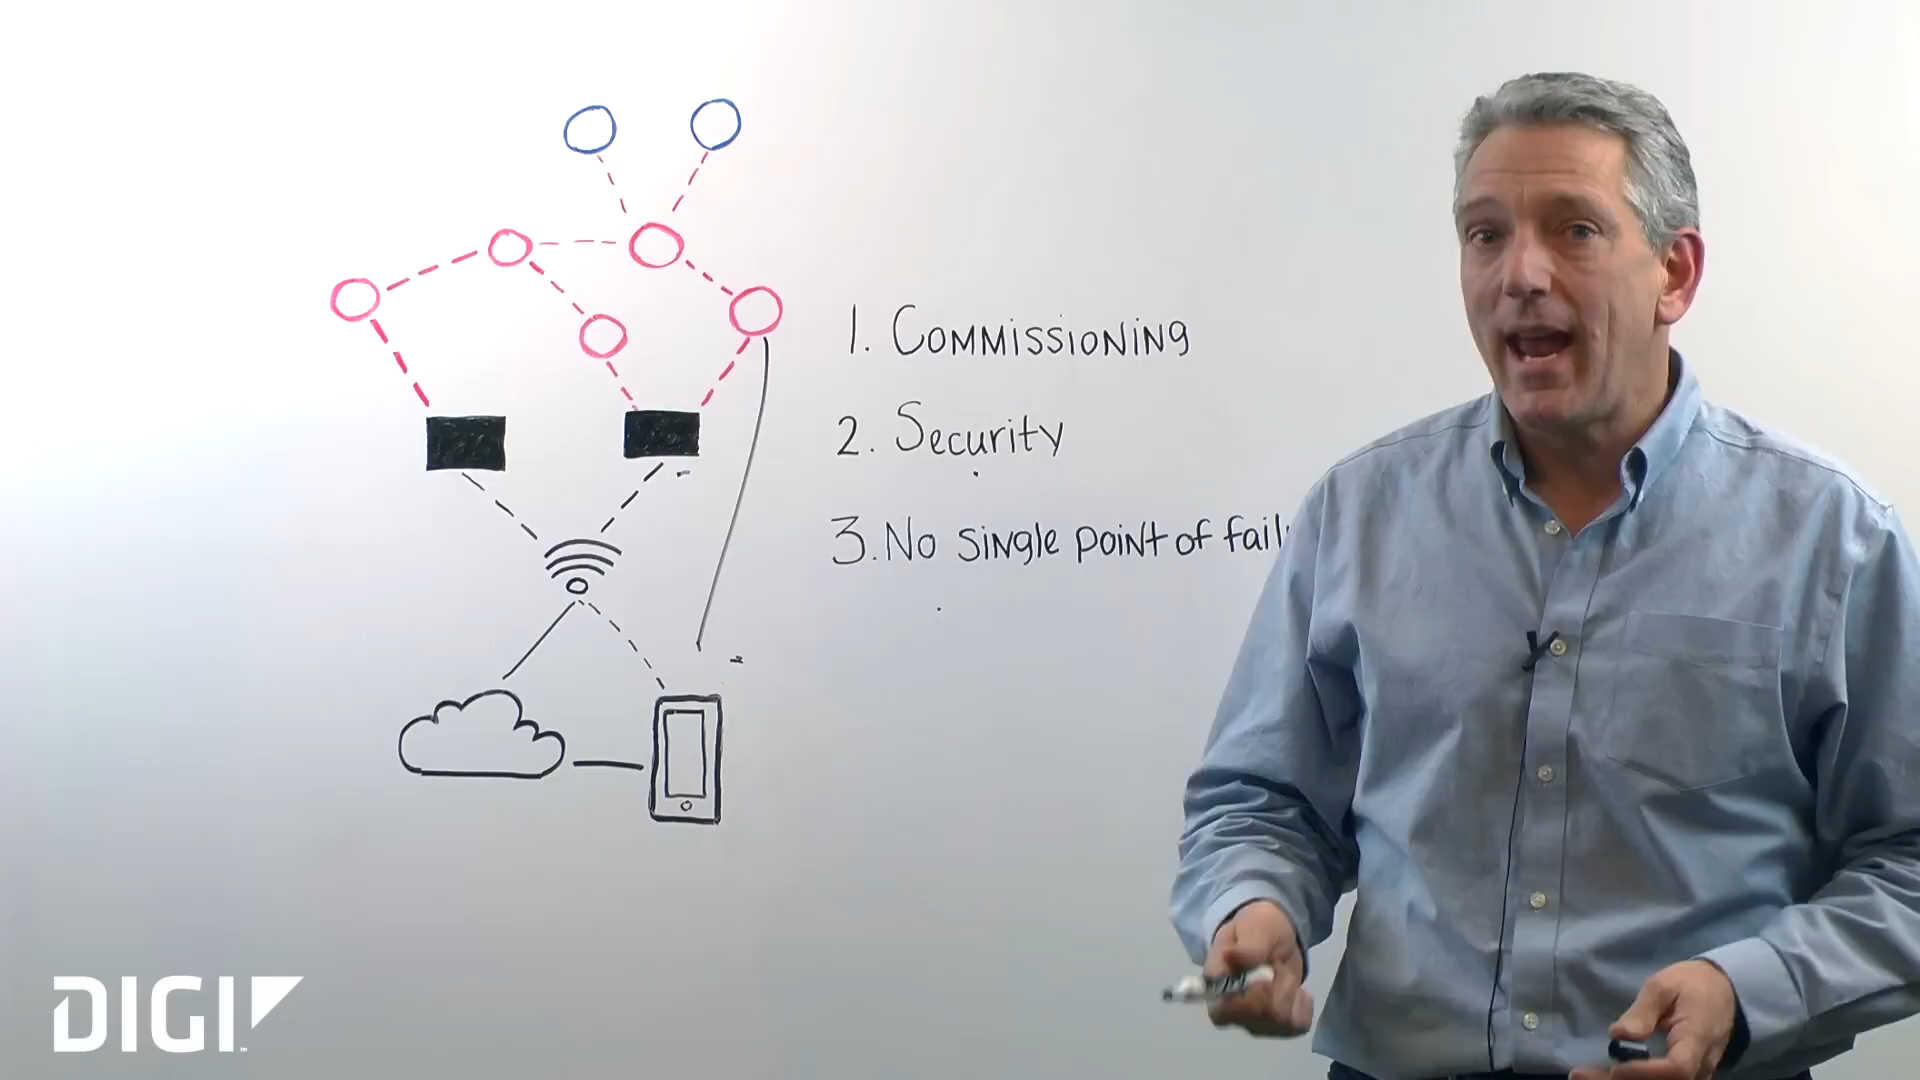 1. Commissioning
2. Security
3. No single point of
DIGI